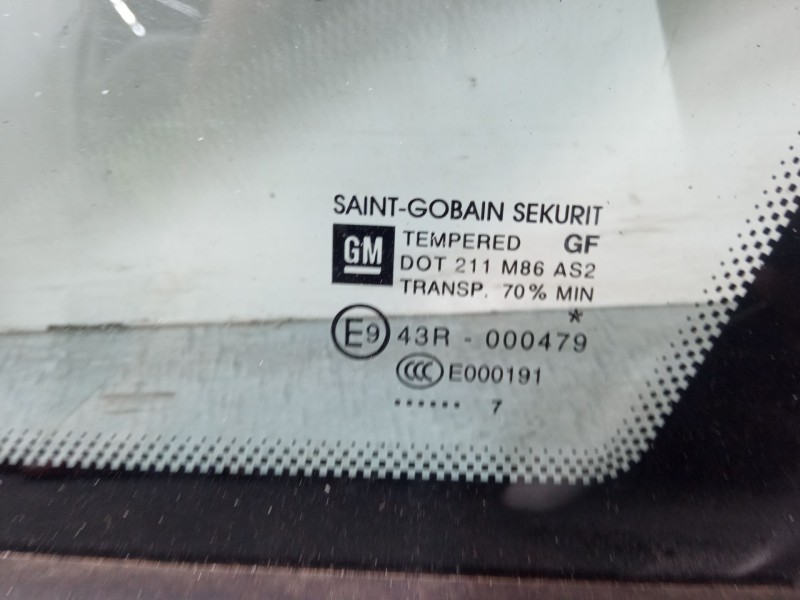 SAINT-GOBAIN SEKURIT
GM TEMPERED GF
DOT 211 M86 AS2
TRANSP. 70% MIN
*
E9 43R - 000479
CCC E000191
...... 7